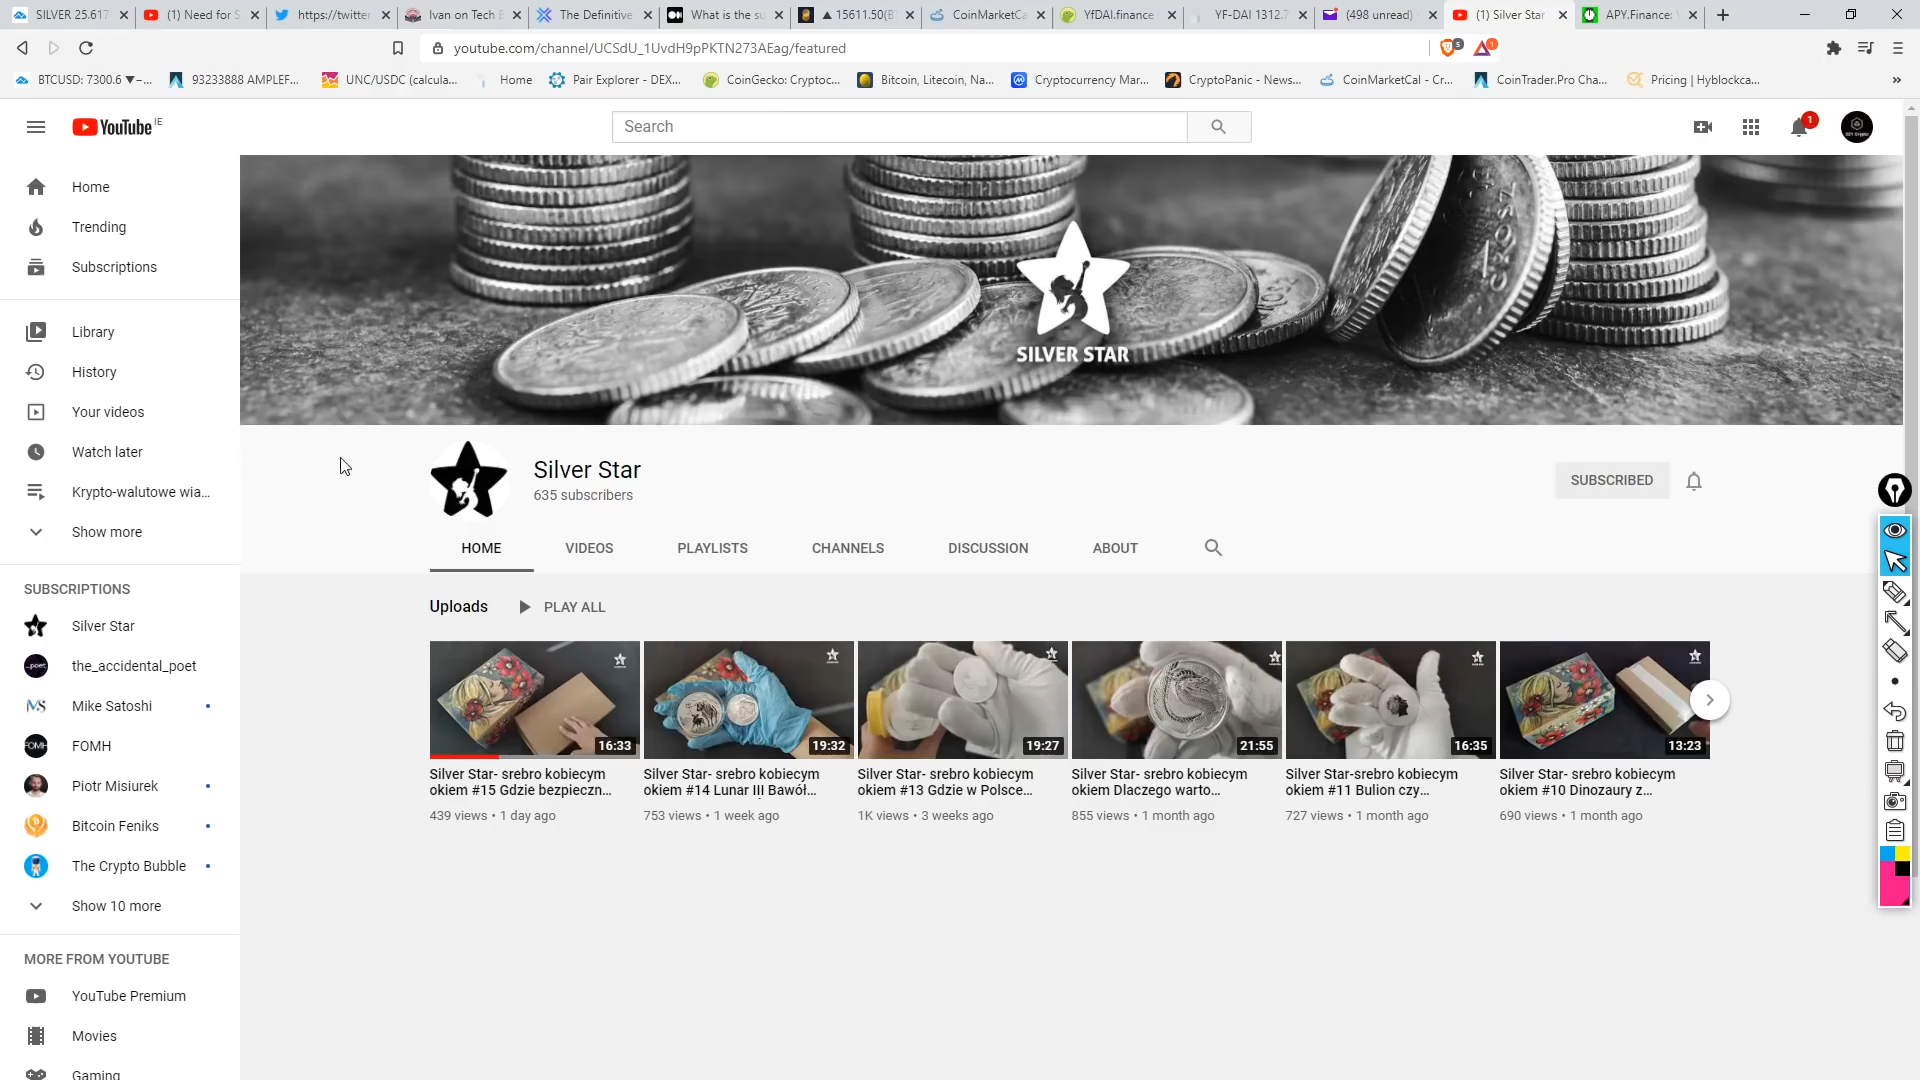 SILVER 25.617
(1) Need for S
https://twitter
Ivan on Tech
The Definitive
What is the su
▲ 15611.50(B
CoinMarketCa
YfDAI.finance
YF-DAI 1312.7
(498 unread)
(1) Silver Star
APY.Finance:
youtube.com/channel/UCSdU_1UvdH9pPKTN273AEag/featured
5
1
BTCUSD: 7300.6 ▼−...
93233888 AMPLEF...
UNC/USDC (calcula...
Home
Pair Explorer - DEX...
CoinGecko: Cryptoc...
Bitcoin, Litecoin, Na...
Cryptocurrency Mar...
CryptoPanic - News...
CoinMarketCal - Cr...
CoinTrader.Pro Cha...
Pricing | Hyblockca...
YouTube IE
Search
1
Home
Trending
Subscriptions
Library
History
Your videos
Watch later
Krypto-walutowe wia...
Show more
SUBSCRIPTIONS
Silver Star
the_accidental_poet
Mike Satoshi
FOMH
Piotr Misiurek
Bitcoin Feniks
The Crypto Bubble
Show 10 more
MORE FROM YOUTUBE
YouTube Premium
Movies
Gaming
SILVER STAR
Silver Star
635 subscribers
SUBSCRIBED
HOME
VIDEOS
PLAYLISTS
CHANNELS
DISCUSSION
ABOUT
Uploads
PLAY ALL
16:33
19:32
19:27
21:55
16:35
13:23
Silver Star- srebro kobiecym
okiem #15 Gdzie bezpieczn...
439 views • 1 day ago
Silver Star- srebro kobiecym
okiem #14 Lunar III Bawół...
753 views • 1 week ago
Silver Star- srebro kobiecym
okiem #13 Gdzie w Polsce...
1K views • 3 weeks ago
Silver Star- srebro kobiecym
okiem Dlaczego warto...
855 views • 1 month ago
Silver Star-srebro kobiecym
okiem #11 Bulion czy...
727 views • 1 month ago
Silver Star- srebro kobiecym
okiem #10 Dinozaury z...
690 views • 1 month ago